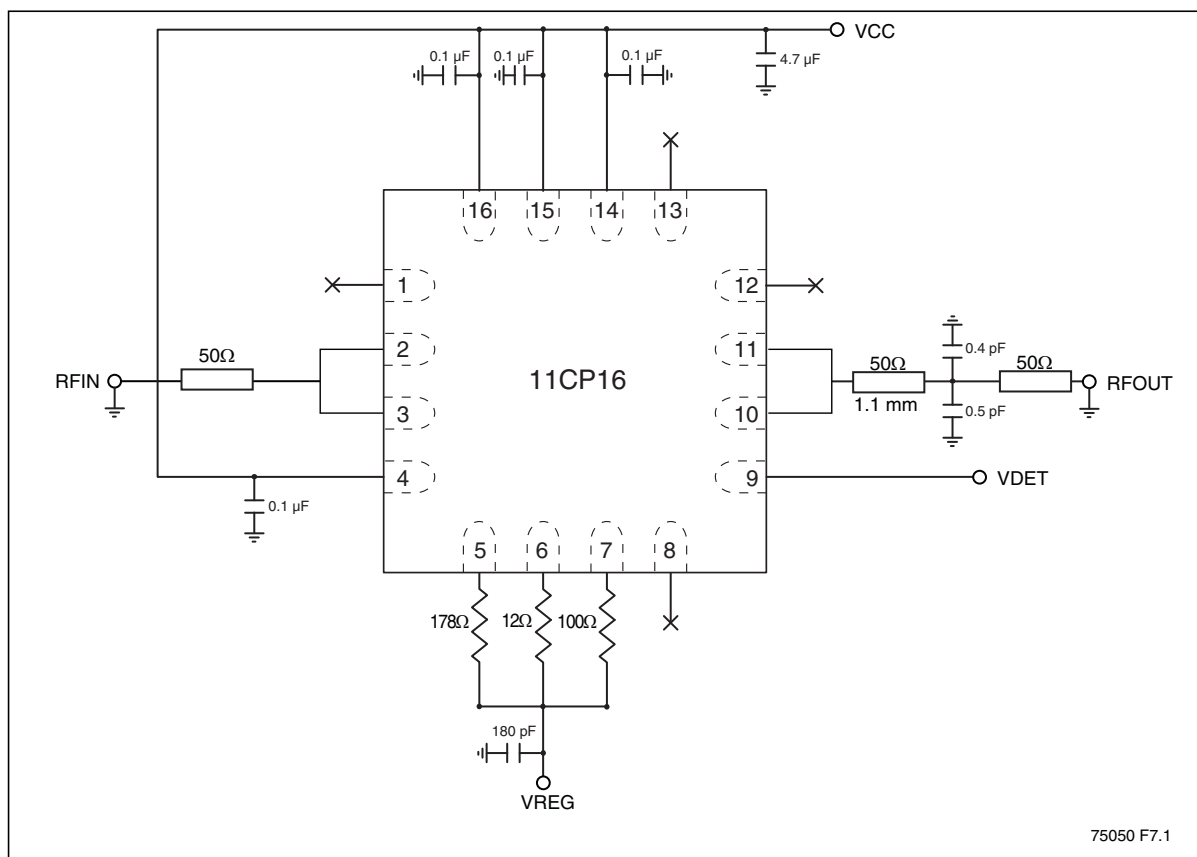 VCC
0.1 µF
0.1 µF
0.1 µF
4.7 µF
16
15
14
13
1
12
2
11
50Ω
RFIN
11CP16
0.4 pF
50Ω
50Ω
RFOUT
1.1 mm
0.5 pF
3
10
4
9
VDET
0.1 µF
5
6
7
8
178Ω
12Ω
100Ω
180 pF
VREG
75050 F7.1